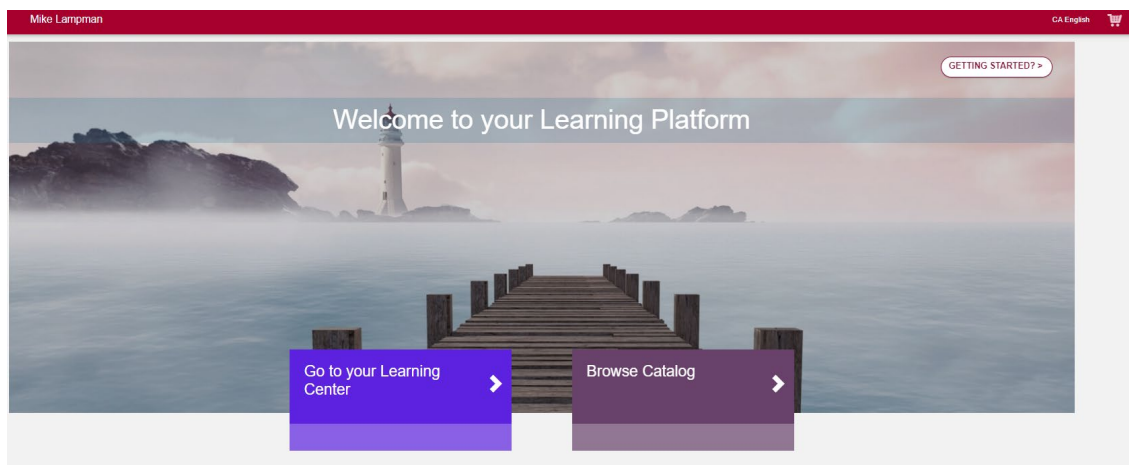 Mike Lampman
CA English
GETTING STARTED? >
Welcome to your Learning Platform
Go to your Learning
Center
Browse Catalog